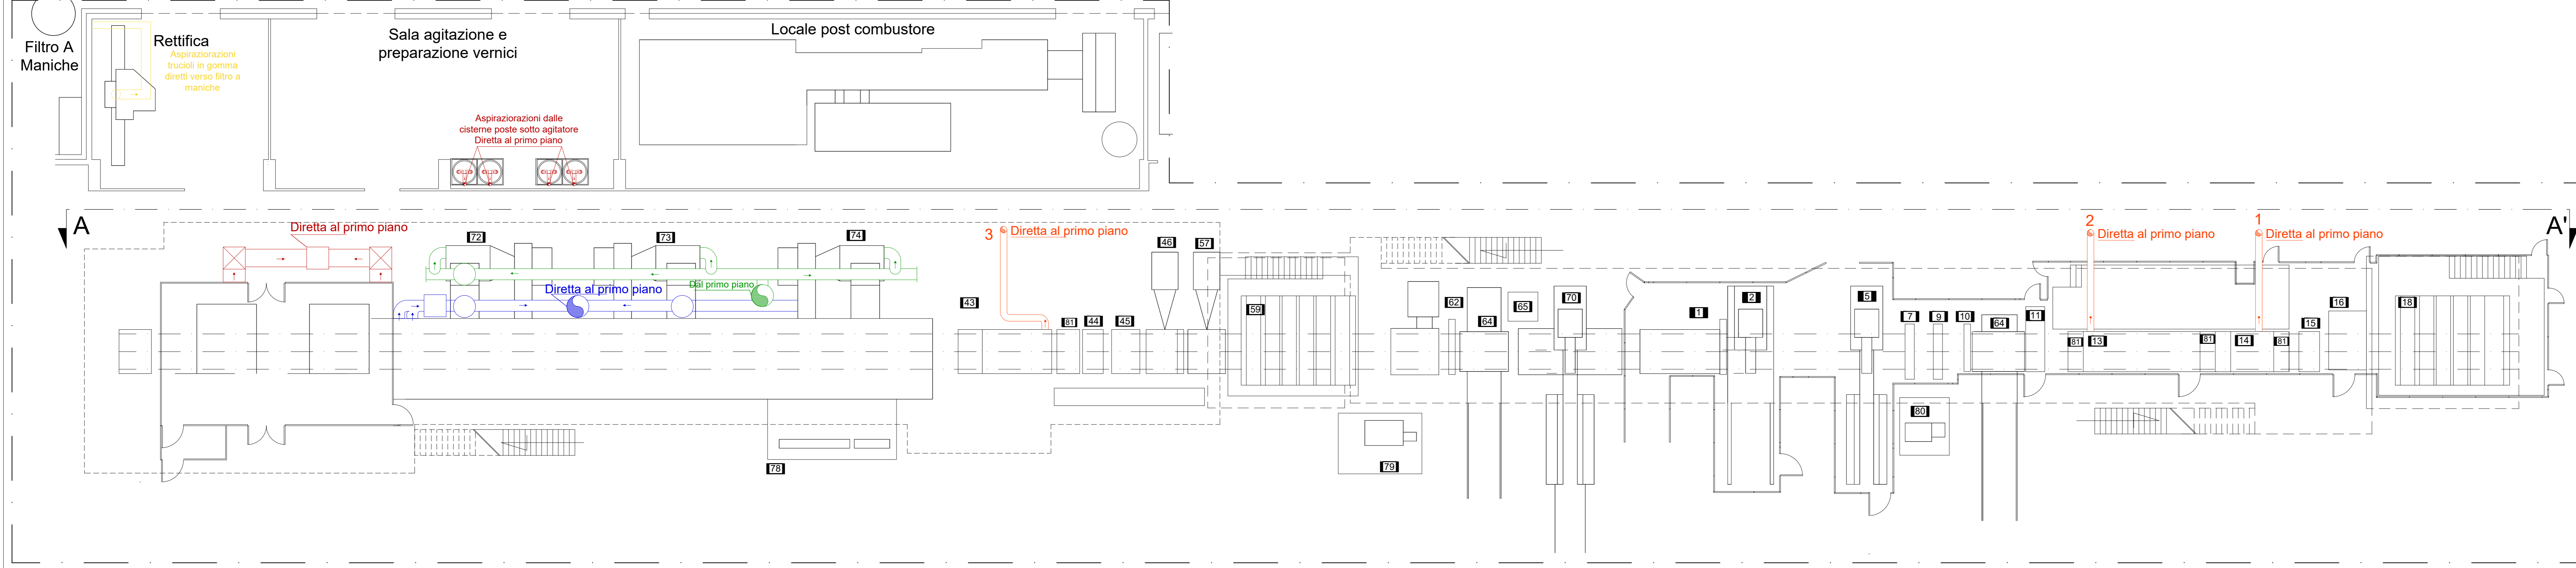 Filtro A
Maniche
Rettifica
Aspiraziorazioni
trucioli in gomma
diretti verso filtro a
maniche
Sala agitazione e
preparazione vernici
Aspiraziorazioni dalle
cisterne poste sotto agitatore
Diretta al primo piano
Locale post combustore
A
Diretta al primo piano
72
73
74
Diretta al primo piano
Dal primo piano
3
Diretta al primo piano
46
57
2
Diretta al primo piano
1
Diretta al primo piano
A'
43
81
44
45
59
62
64
65
70
1
2
5
7
9
10
64
11
81
13
81
14
81
15
16
18
78
79
80